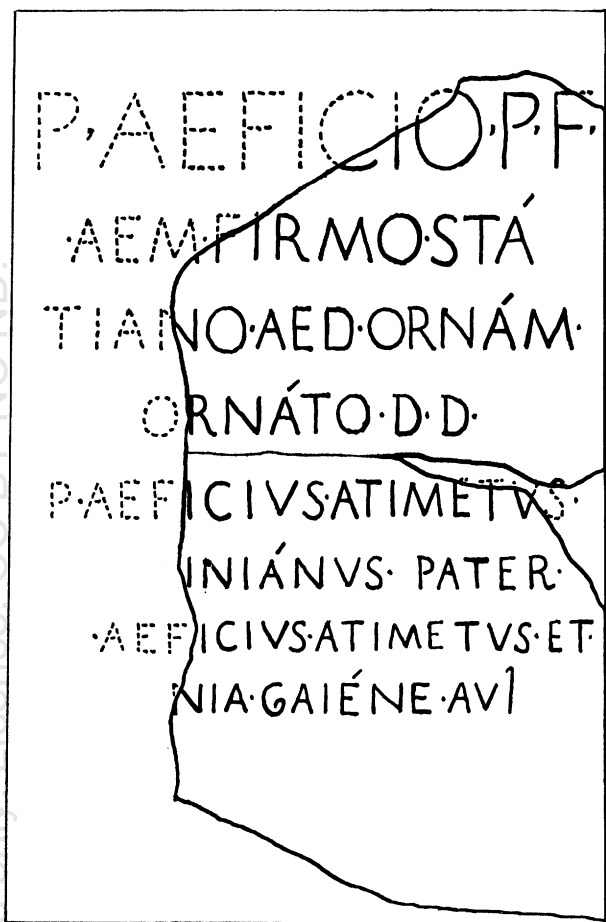 P·AEFICIO·P·F·
·AEM·FIRMO·STÁ
TIANO·AED·ORNÁM·
ORNÁTO·D·D·
P·AEFICIVS·ATIMETVS·
INIÁNVS· PATER·
·AEFICIVS·ATIMETVS·ET·
NIA·GAIÉNE·AVI